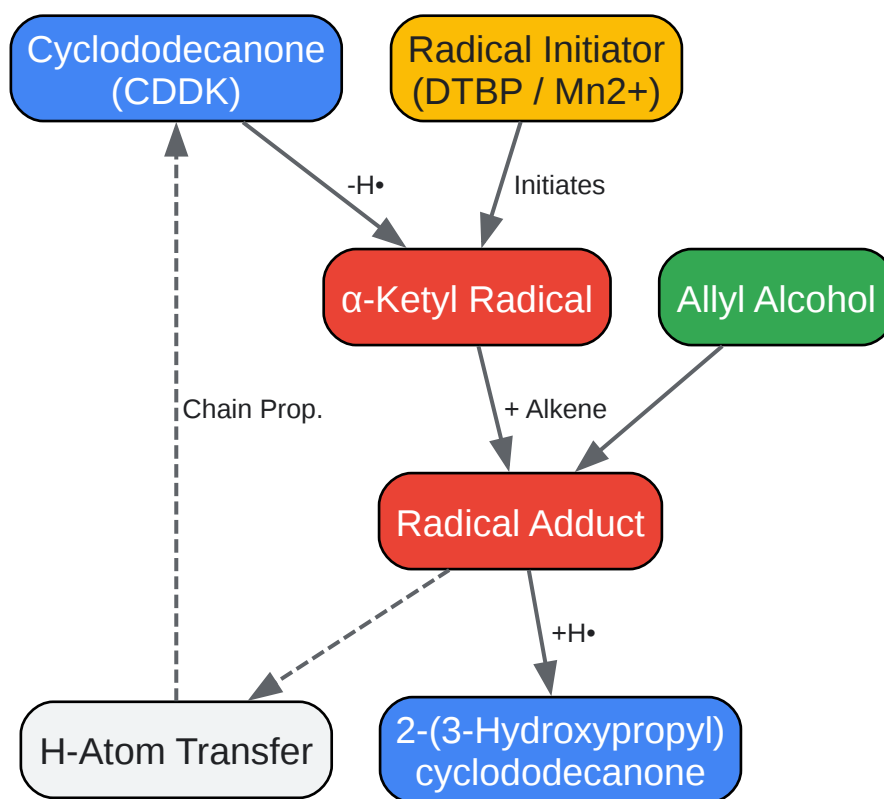 Cyclododecanone
(CDDK)
Radical Initiator
(DTBP / Mn2+)
-H•
Initiates
α-Ketyl Radical
Allyl Alcohol
Chain Prop.
+ Alkene
Radical Adduct
+H•
H-Atom Transfer
2-(3-Hydroxypropyl)
cyclododecanone